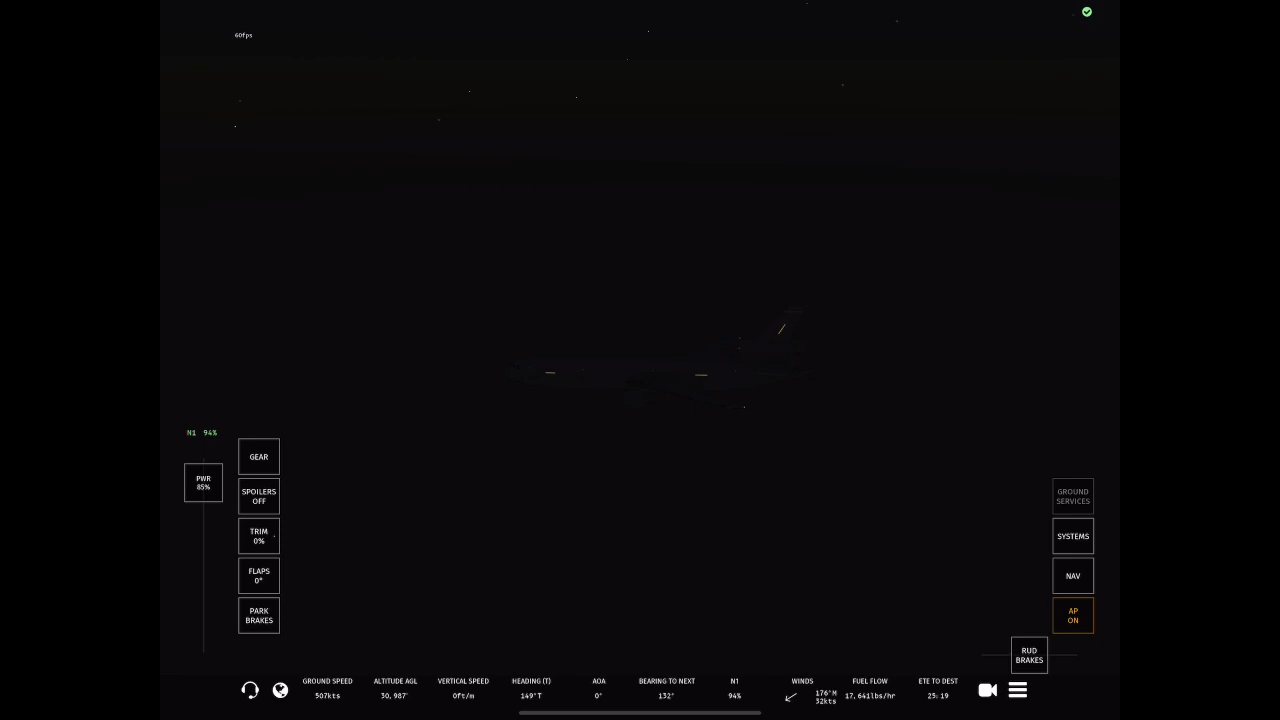 60fps
N1 94%
PWR
85%
GEAR
SPOILERS
OFF
TRIM
0%
FLAPS
0°
PARK
BRAKES
GROUND
SERVICES
SYSTEMS
NAV
AP
ON
RUD
BRAKES
GROUND SPEED
507kts
ALTITUDE AGL
30,987'
VERTICAL SPEED
0ft/m
HEADING (T)
149°T
AOA
0°
BEARING TO NEXT
132°
N1
94%
WINDS
176°M
32kts
FUEL FLOW
17,641lbs/hr
ETE TO DEST
25:19